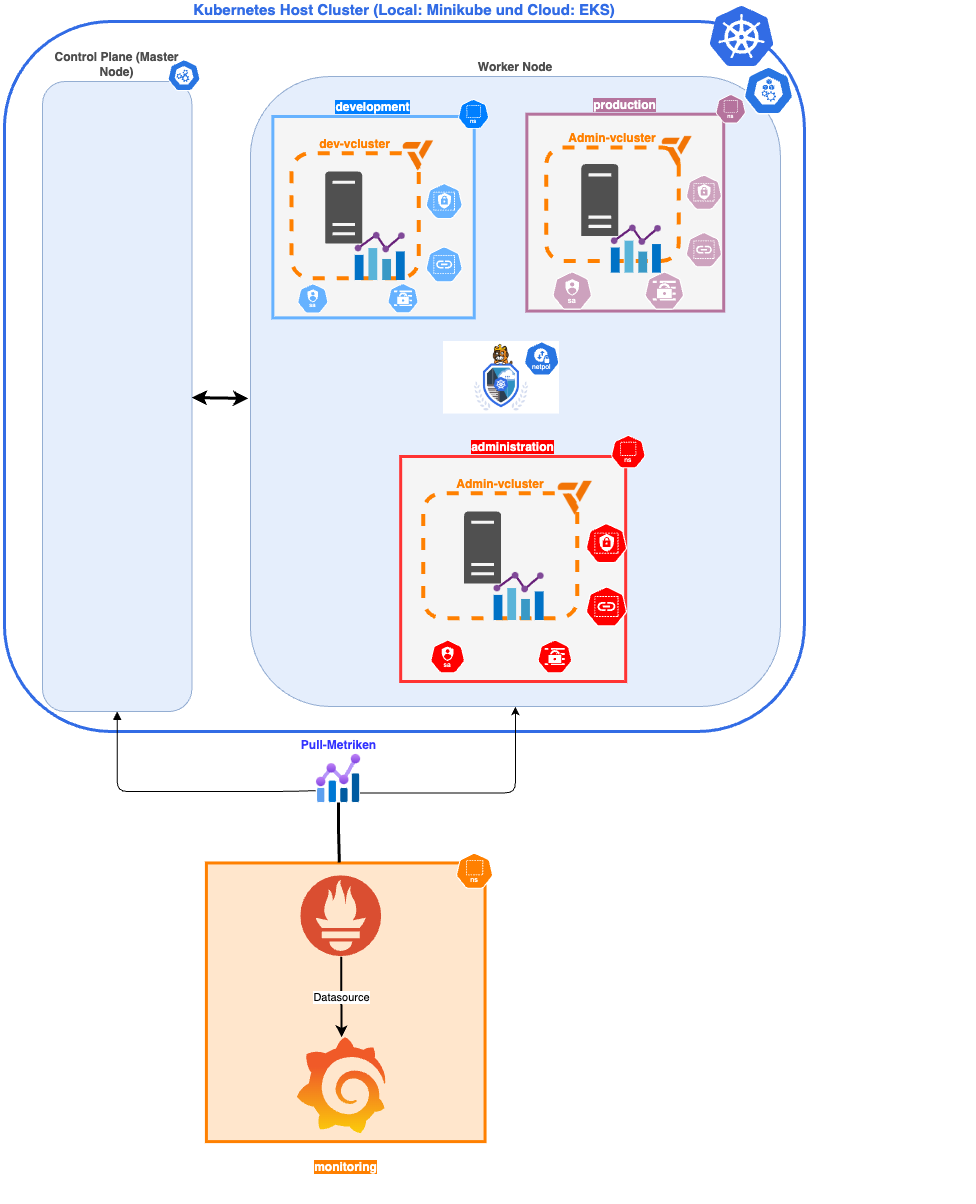 Kubernetes Host Cluster (Local: Minikube und Cloud: EKS)
Control Plane (Master
Node)
Worker Node
development
ns
production
ns
dev-vcluster
Admin-vcluster
sa
sa
netpol
administration
ns
Admin-vcluster
sa
Pull-Metriken
ns
Datasource
monitoring